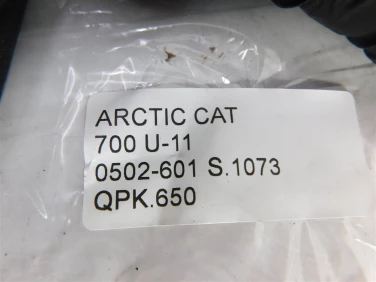 ARCTIC CAT
700 U-11
0502-601 S.1073
QPK.650